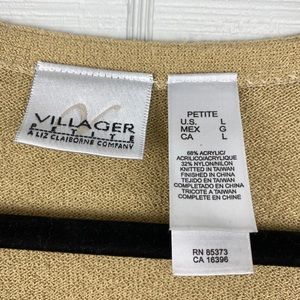 VILLAGER
PETITE
A LIZ CLAIBORNE COMPANY
PETITE
U.S. L
MEX G
CA L
68% ACRYLIC/
ACRILICO/ACRYLIQUE
32% NYLON/NILON
KNITTED IN TAIWAN
FINISHED IN CHINA
TEJIDO EN TAIWAN
COMPLETO EN CHINA
TRICOTE A TAIWAN
COMPLETE EN CHINE
RN 85373
CA 16396